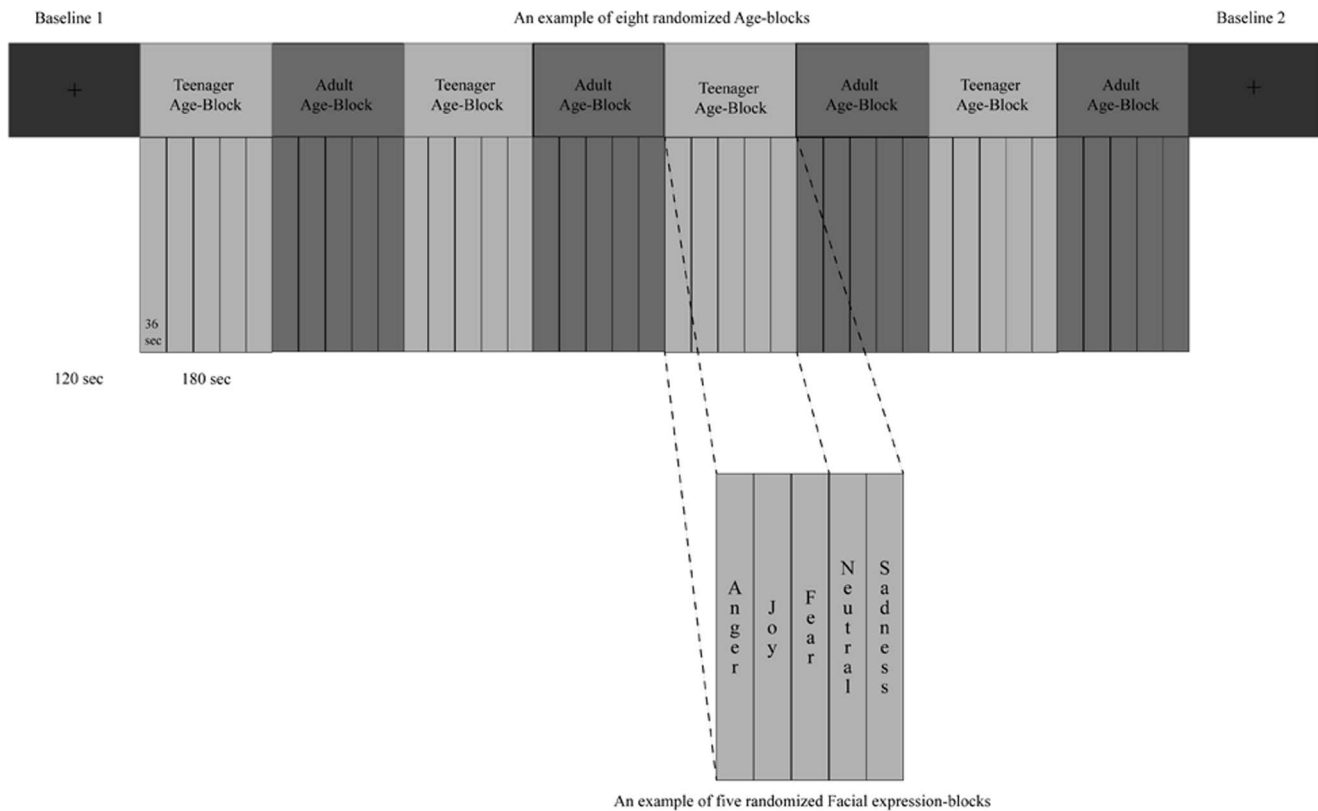 Baseline 1
An example of eight randomized Age-blocks
Baseline 2
+
Teenager
Age-Block
Adult
Age-Block
Teenager
Age-Block
Adult
Age-Block
Teenager
Age-Block
Adult
Age-Block
Teenager
Age-Block
Adult
Age-Block
+
36
sec
120 sec
180 sec
Anger
Joy
Fear
Neutral
Sadness
An example of five randomized Facial expression-blocks